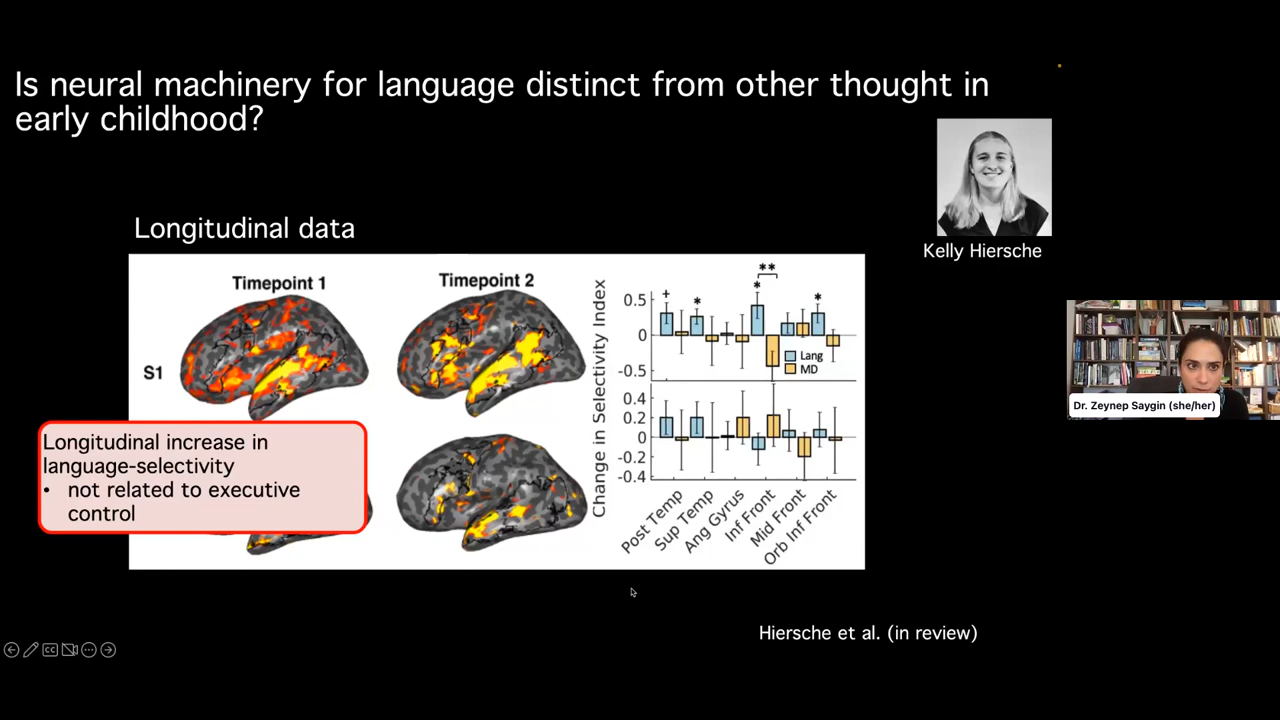 Is neural machinery for language distinct from other thought in
early childhood?
Kelly Hiersche
Longitudinal data
Timepoint 1
Timepoint 2
S1
Change in Selectivity Index
0.5
0
-0.5
+
*
*
**
*
Lang
MD
0.4
0.2
0
-0.2
-0.4
Post Temp
Sup Temp
Ang Gyrus
Inf Front
Mid Front
Orb Inf Front
Longitudinal increase in
language-selectivity
• not related to executive
control
Dr. Zeynep Saygin (she/her)
Hiersche et al. (in review)
CC